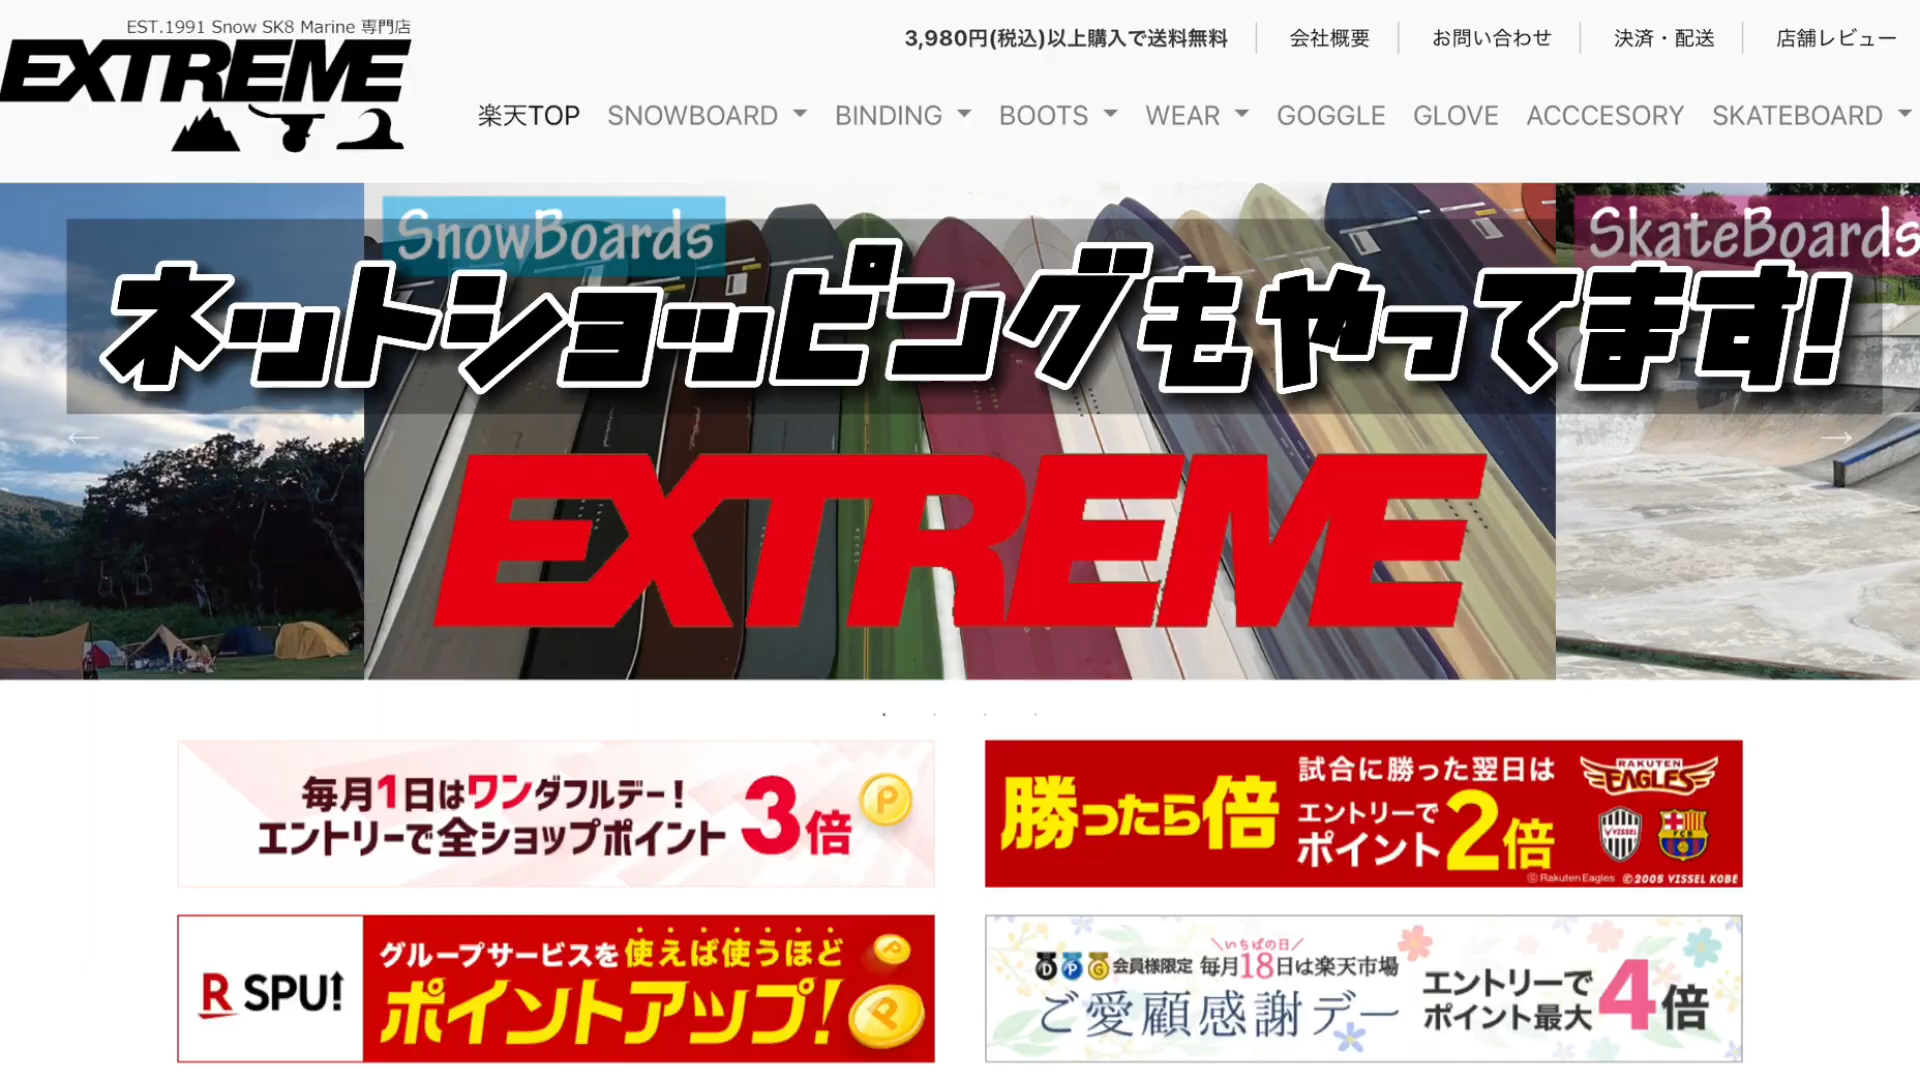 EST.1991 Snow SK8 Marine 専門店
EXTREME
3,980円(税込)以上購入で送料無料
会社概要
お問い合わせ
決済・配送
店舗レビュー
楽天TOP
SNOWBOARD
BINDING
BOOTS
WEAR
GOGGLE
GLOVE
ACCCESORY
SKATEBOARD
SnowBoards
SkateBoards
ネットショッピングもやってます!
EXTREME
毎月1日はワンダフルデー!
エントリーで全ショップポイント3倍
勝ったら倍
試合に勝った翌日は
エントリーで
ポイント2倍
RAKUTEN
EAGLES
VISSEL
FCB
©Rakuten Eagles ©2005 VISSEL KOBE
R SPU!
グループサービスを使えば使うほど
ポイントアップ!
いちばの日
D P G 会員様限定 毎月18日は楽天市場
ご愛顧感謝デー
エントリーで
ポイント最大4倍